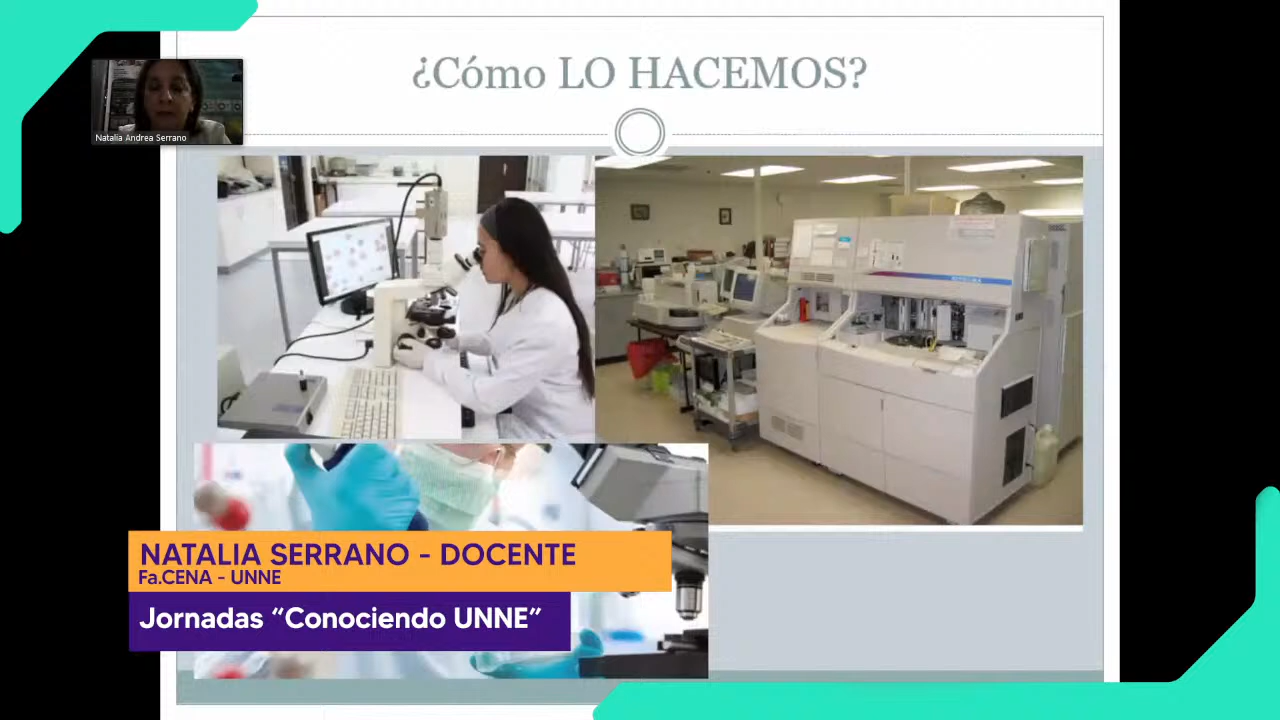 ¿Cómo LO HACEMOS?
Natalia Andrea Serrano
NATALIA SERRANO - DOCENTE
Fa.CENA - UNNE
Jornadas “Conociendo UNNE”